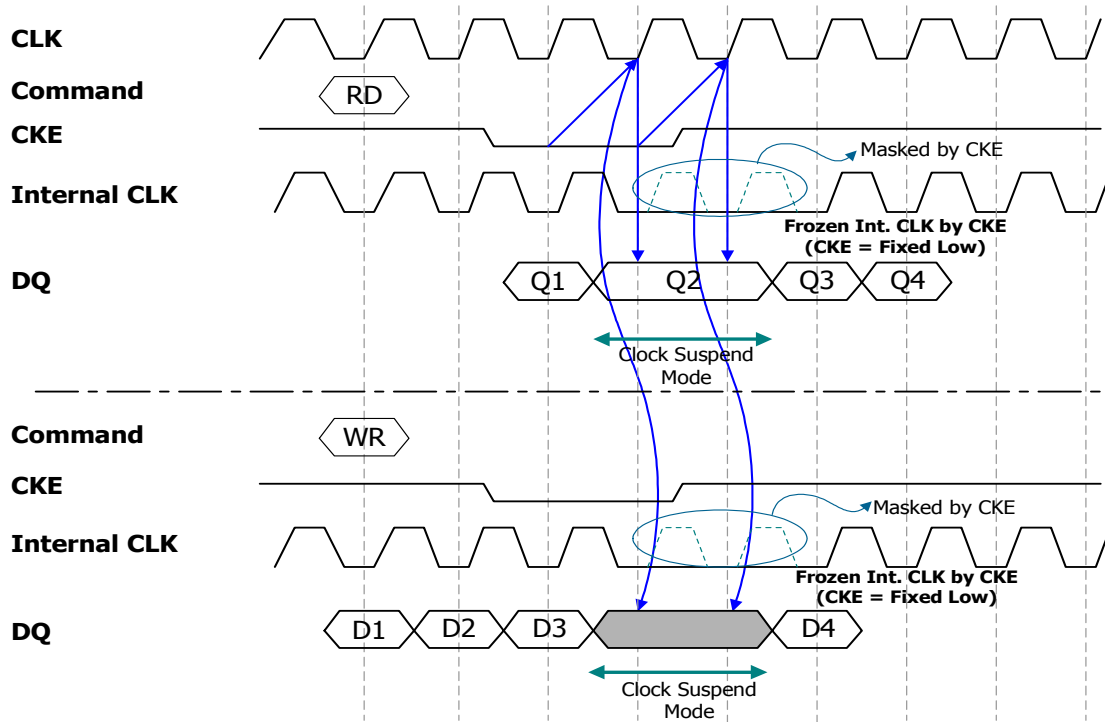 CLK
Command
RD
CKE
Masked by CKE
Internal CLK
Frozen Int. CLK by CKE
(CKE = Fixed Low)
DQ
Q1
Q2
Q3
Q4
Clock Suspend
Mode
Command
WR
CKE
Masked by CKE
Internal CLK
Frozen Int. CLK by CKE
(CKE = Fixed Low)
DQ
D1
D2
D3
D4
Clock Suspend
Mode